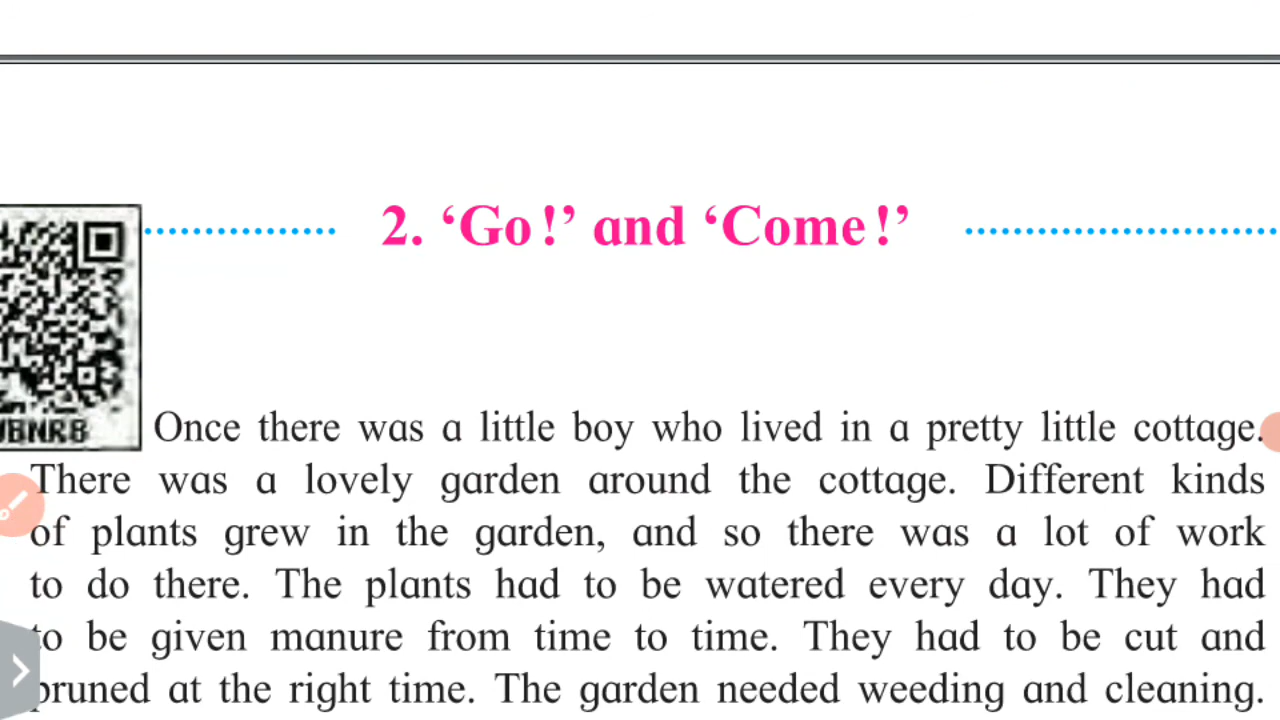 2. ‘Go!’ and ‘Come!’
Once there was a little boy who lived in a pretty little cottage.
There was a lovely garden around the cottage. Different kinds
of plants grew in the garden, and so there was a lot of work
to do there. The plants had to be watered every day. They had
to be given manure from time to time. They had to be cut and
pruned at the right time. The garden needed weeding and cleaning.